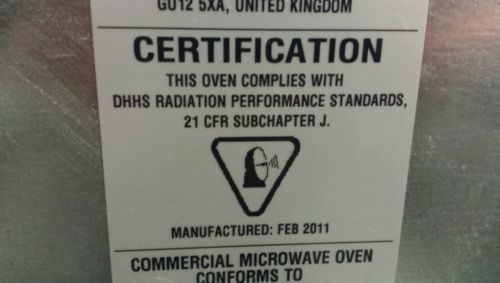 GU12 5XA, UNITED KINGDOM
CERTIFICATION
THIS OVEN COMPLIES WITH
DHHS RADIATION PERFORMANCE STANDARDS,
21 CFR SUBCHAPTER J.
MANUFACTURED: FEB 2011
COMMERCIAL MICROWAVE OVEN
CONFORMS TO